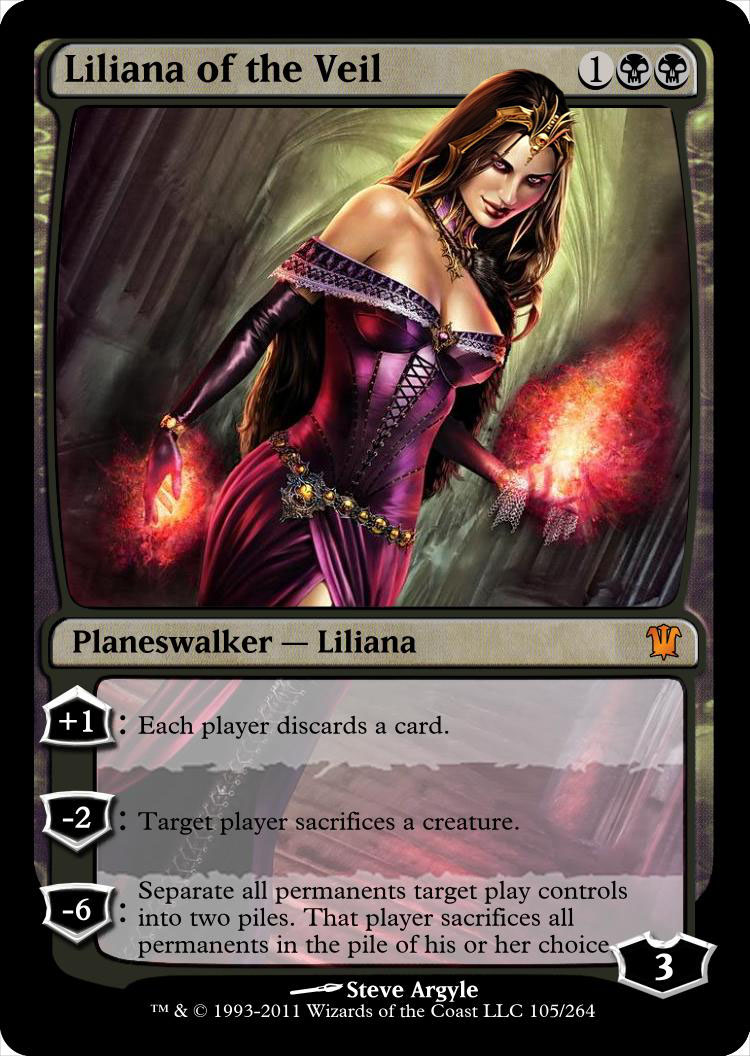 Liliana of the Veil 1
Planeswalker — Liliana
+1: Each player discards a card.
-2: Target player sacrifices a creature.
Separate all permanents target play controls
-6: into two piles. That player sacrifices all
permanents in the pile of his or her choice
3
Steve Argyle
™ & © 1993-2011 Wizards of the Coast LLC 105/264